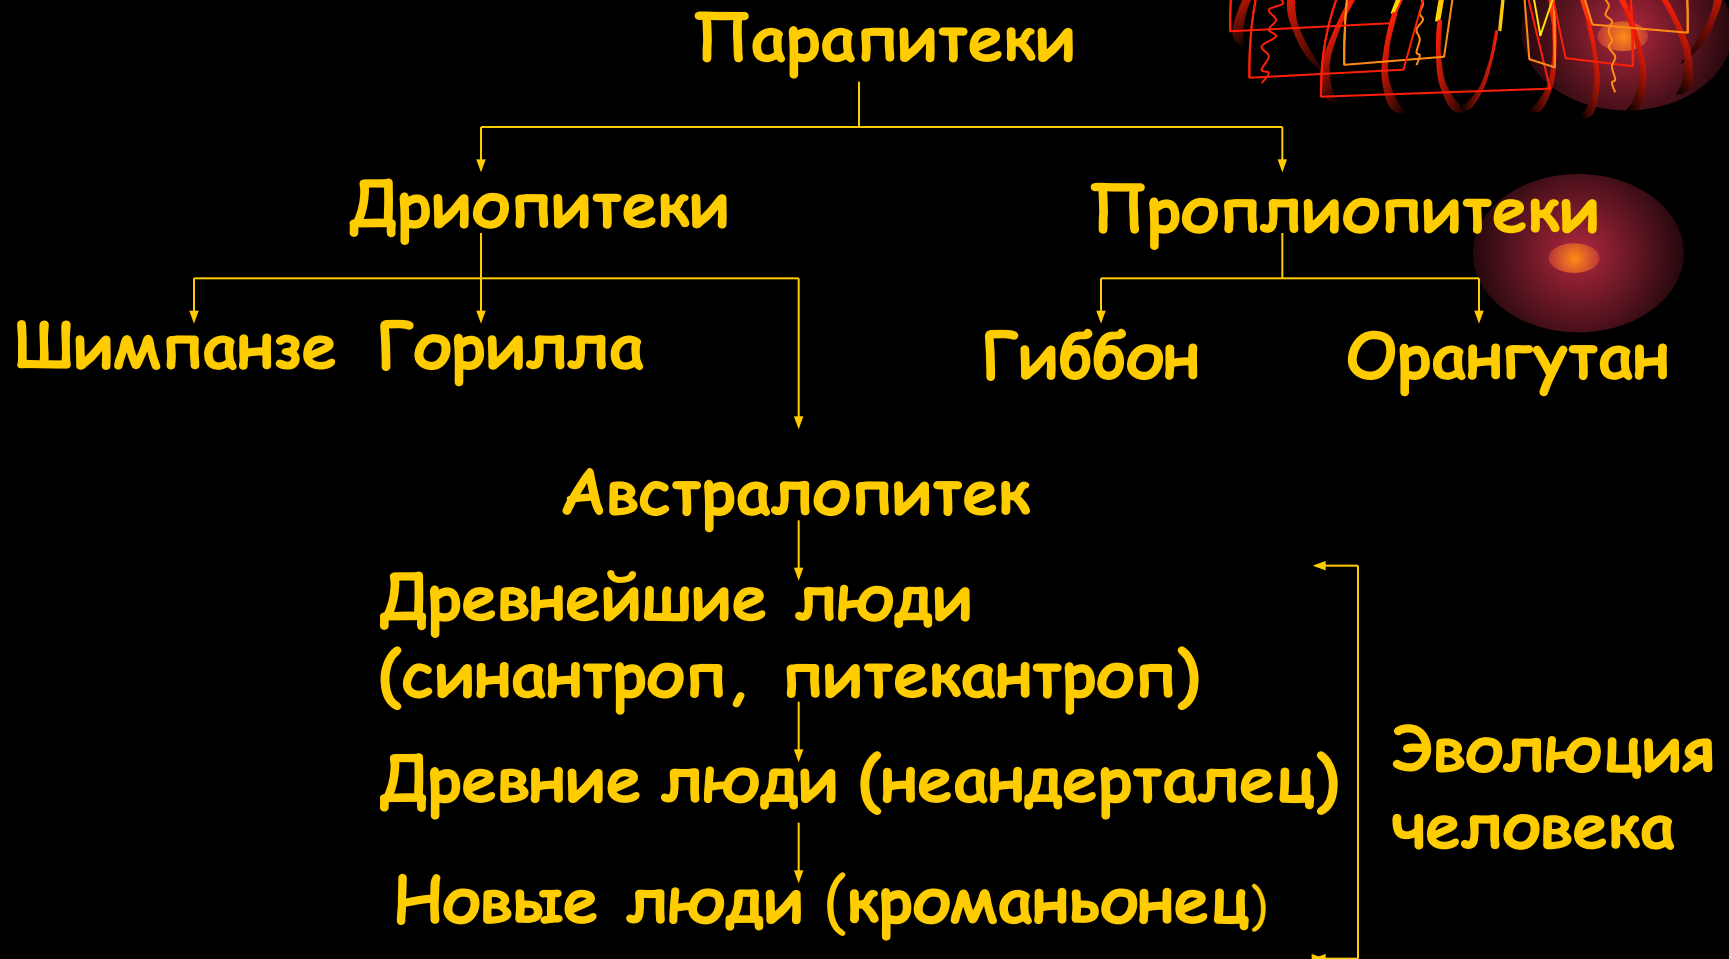 Парапитеки
Дриопитеки
Проплиопитеки
Шимпанзе
Горилла
Гиббон
Орангутан
Австралопитек
Древнейшие люди
(синантроп, питекантроп)
Древние люди (неандерталец)
Новые люди (кроманьонец)
Эволюция
человека